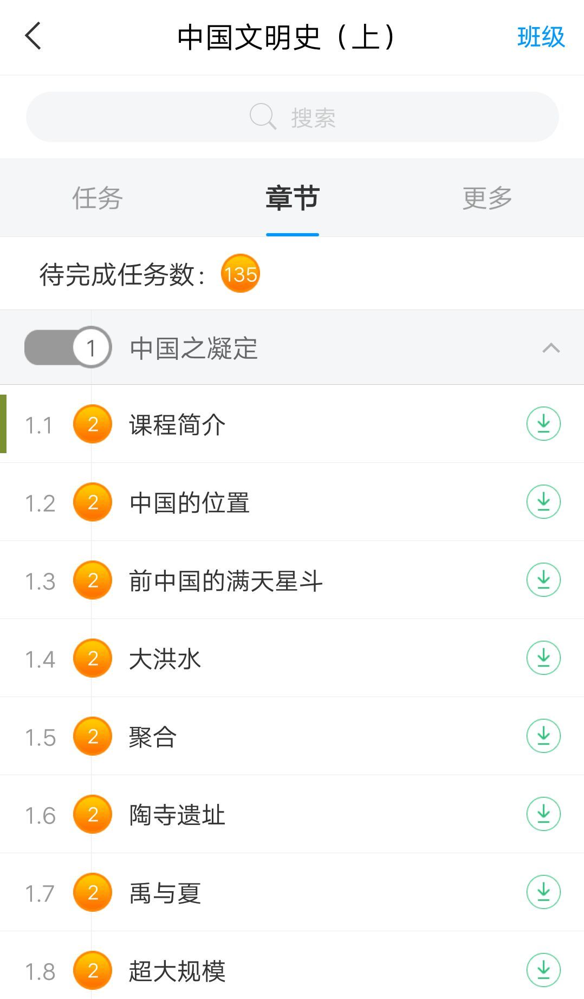 中国文明史（上）
班级
搜索
任务 章节 更多
待完成任务数： 135
1 中国之凝定
1.1 2 课程简介
1.2 2 中国的位置
1.3 2 前中国的满天星斗
1.4 2 大洪水
1.5 2 聚合
1.6 2 陶寺遗址
1.7 2 禹与夏
1.8 2 超大规模